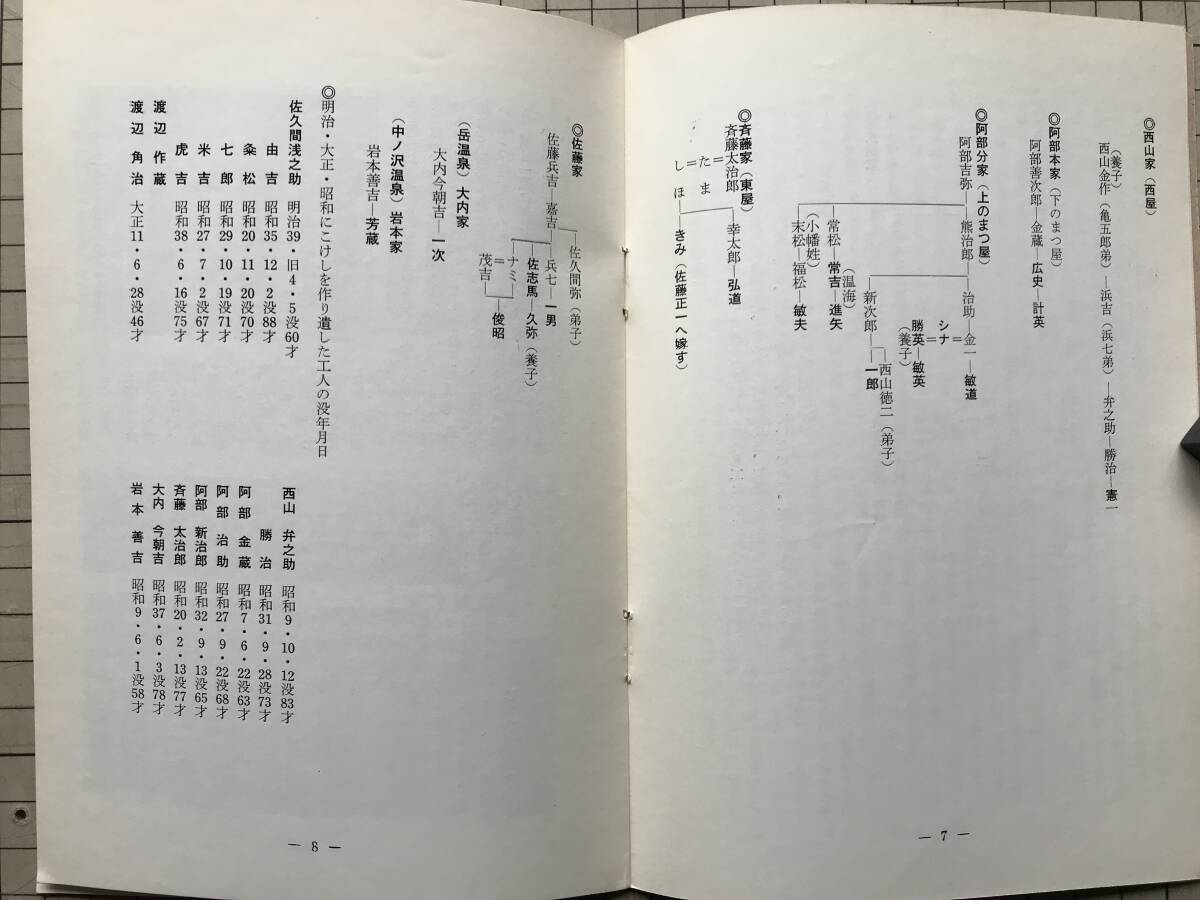 ◎西山家（西屋）
（養子）
西山金作（亀五郎弟）―浜吉（浜七弟）―弁之助―勝治―憲一
◎阿部本家（下のまつ屋）
阿部善次郎―金蔵―広史―計英
◎阿部分家（上のまつ屋）
阿部吉弥―熊治郎―治助―金一―敏道
シナ
勝英―敏英
（養子）
西山徳二（弟子）
新次郎―一郎
（温海）
常松―常吉―進矢
（小幡姓）
末松―福松―敏夫
◎斉藤家（東屋）
斉藤太治郎―幸太郎―弘道
たま
しほ―きみ（佐藤正一へ嫁す）
― 7 ―
◎佐藤家
佐久間弥（弟子）
佐藤兵吉―嘉吉―兵七―一男
佐志馬―久弥（養子）
ナミ
茂吉―俊昭
（岳温泉）大内家
大内今朝吉―一次
（中ノ沢温泉）岩本家
岩本善吉―芳蔵
◎明治・大正・昭和にこけしを作り遺した工人の没年月日
佐久間浅之助 明治39・旧4・5没60才
由吉 昭和35・12・2没88才
粂松 昭和20・11・20没70才
七郎 昭和29・10・19没71才
米吉 昭和27・7・2没67才
虎吉 昭和38・6・16没75才
渡辺作蔵
渡辺角治 大正11・6・28没46才
西山弁之助 昭和9・10・12没83才
勝治 昭和31・9・28没73才
阿部金蔵 昭和7・6・22没63才
阿部治助 昭和27・9・22没68才
阿部新治郎 昭和32・9・13没65才
斉藤太治郎 昭和20・2・13没77才
大内今朝吉 昭和37・6・3没78才
岩本善吉 昭和9・6・1没58才
― 8 ―